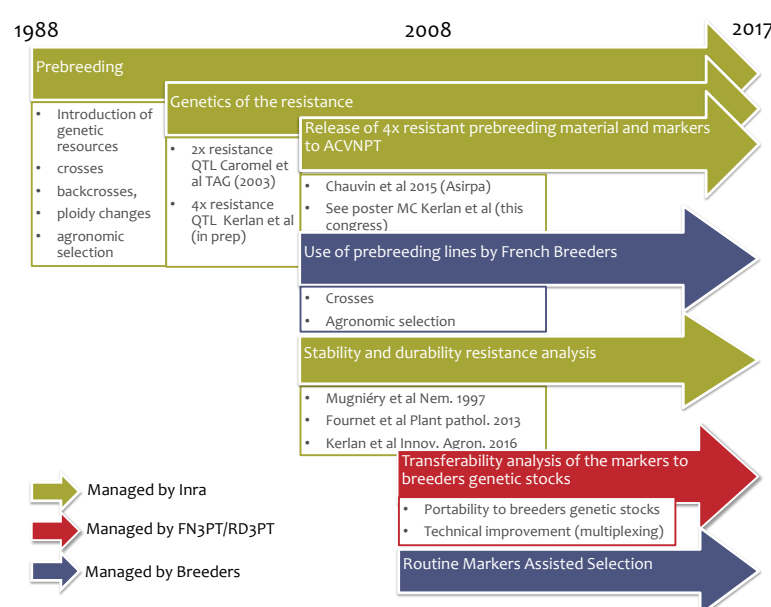 1988 2008 2017
Prebreeding
• Introduction of
genetic
resources
• crosses
• backcrosses,
• ploidy changes
• agronomic
selection
Genetics of the resistance
• 2x resistance
QTL Caromel et
al TAG (2003)
• 4x resistance
QTL Kerlan et al
(in prep)
Release of 4x resistant prebreeding material and markers
to ACVNPT
• Chauvin et al 2015 (Asirpa)
• See poster MC Kerlan et al (this
congress)
Use of prebreeding lines by French Breeders
• Crosses
• Agronomic selection
Stability and durability resistance analysis
• Mugniéry et al Nem. 1997
• Fournet et al Plant pathol. 2013
• Kerlan et al Innov. Agron. 2016
Transferability analysis of the markers to
breeders genetic stocks
• Portability to breeders genetic stocks
• Technical improvement (multiplexing)
Routine Markers Assisted Selection
Managed by Inra
Managed by FN3PT/RD3PT
Managed by Breeders